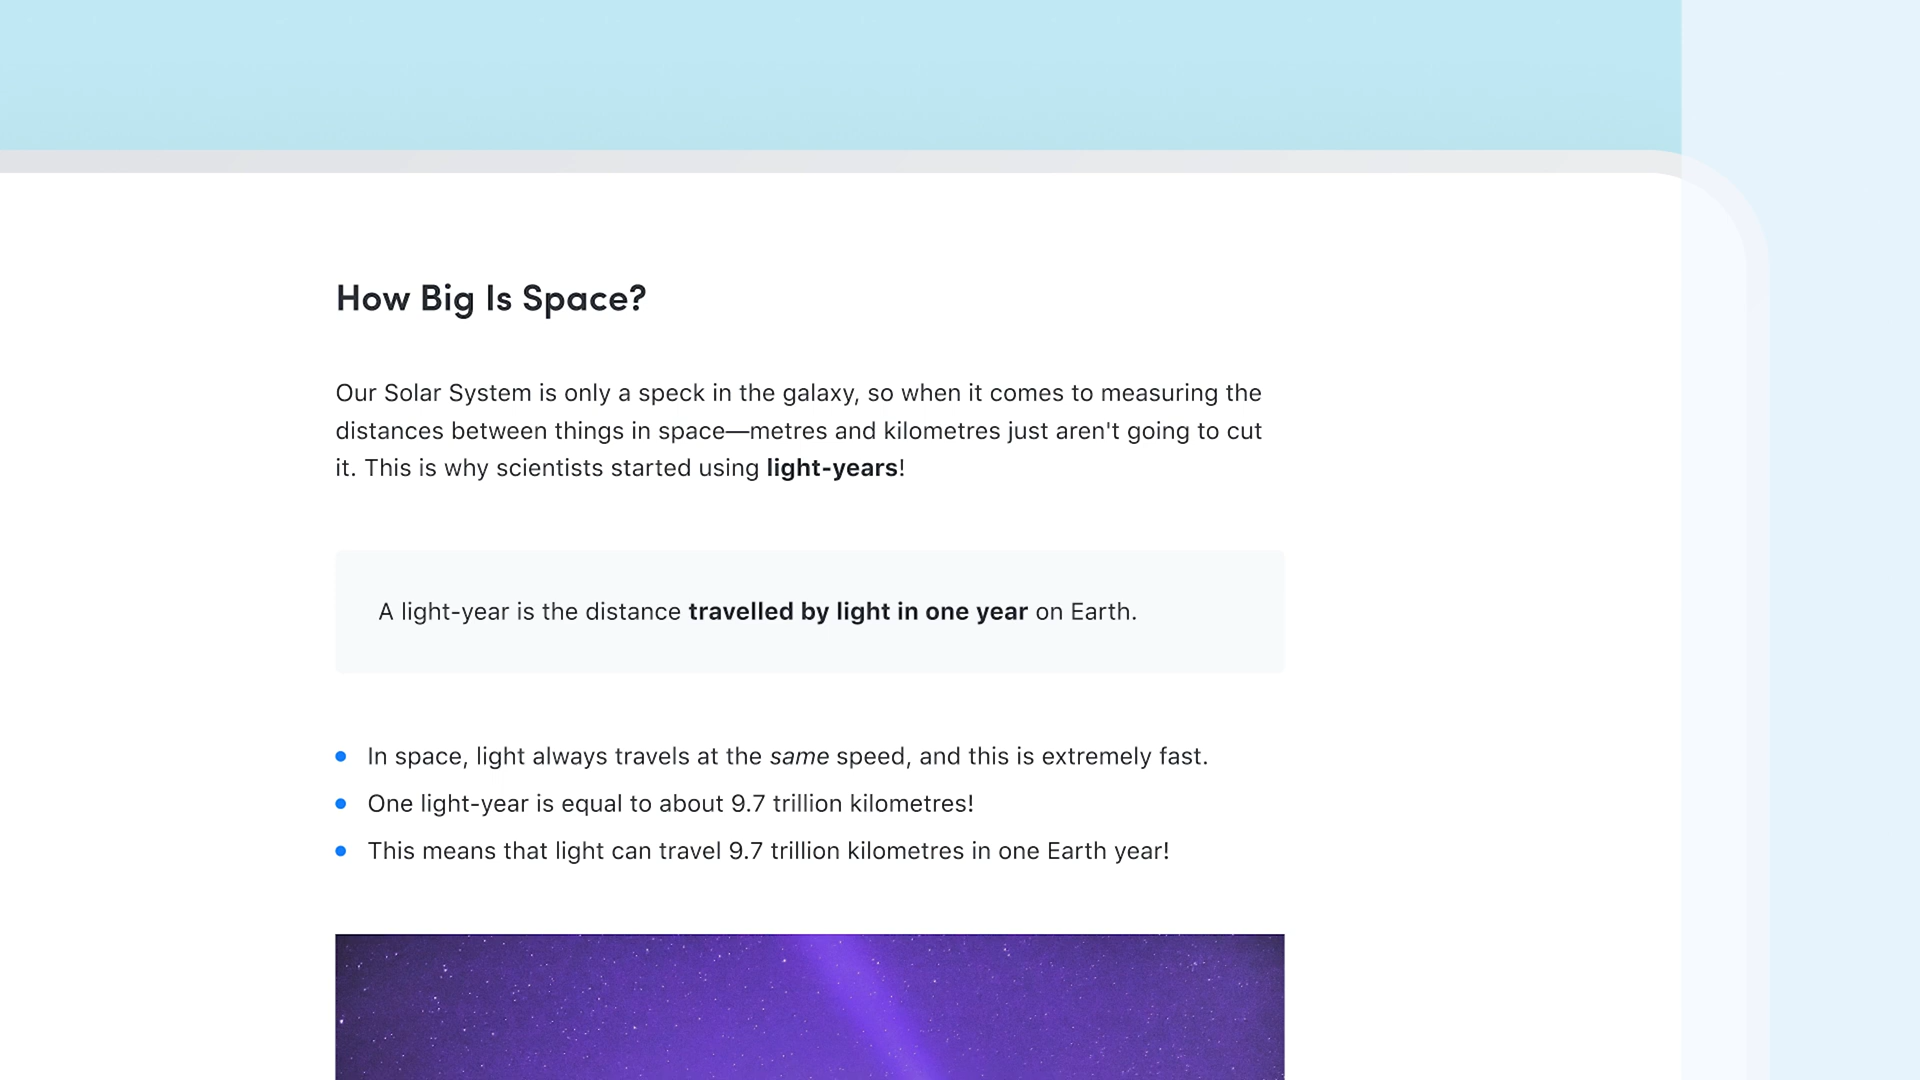 How Big Is Space?
Our Solar System is only a speck in the galaxy, so when it comes to measuring the
distances between things in space—metres and kilometres just aren't going to cut
it. This is why scientists started using light-years!
A light-year is the distance travelled by light in one year on Earth.
In space, light always travels at the same speed, and this is extremely fast.
One light-year is equal to about 9.7 trillion kilometres!
This means that light can travel 9.7 trillion kilometres in one Earth year!